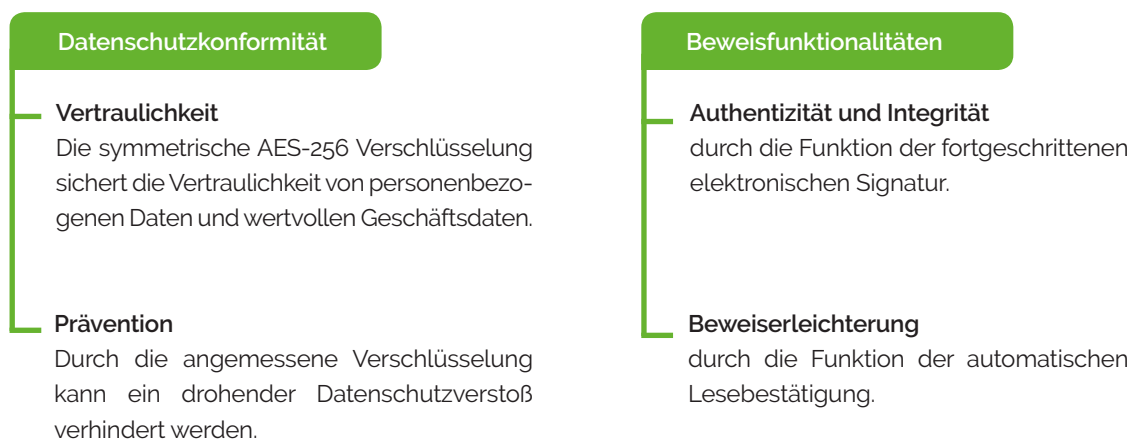 Datenschutzkonformität
Vertraulichkeit
Die symmetrische AES-256 Verschlüsselung
sichert die Vertraulichkeit von personenbezo-
genen Daten und wertvollen Geschäftsdaten.
Prävention
Durch die angemessene Verschlüsselung
kann ein drohender Datenschutzverstoß
verhindert werden.
Beweisfunktionalitäten
Authentizität und Integrität
durch die Funktion der fortgeschrittenen
elektronischen Signatur.
Beweiserleichterung
durch die Funktion der automatischen
Lesebestätigung.